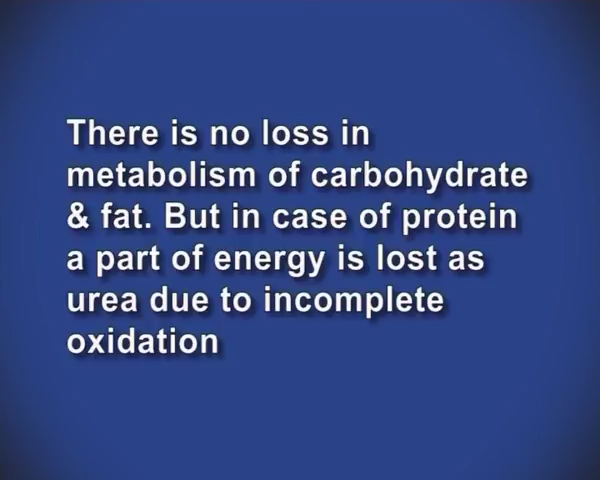 There is no loss in
metabolism of carbohydrate
& fat. But in case of protein
a part of energy is lost as
urea due to incomplete
oxidation